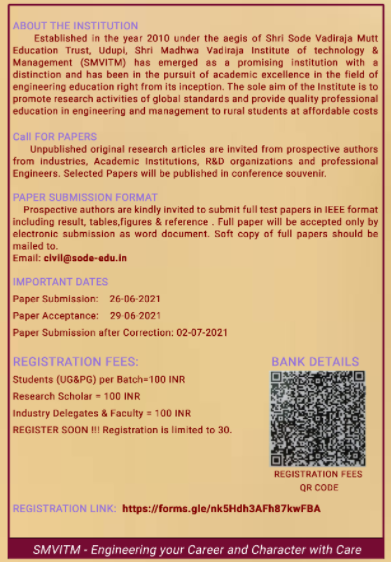 ABOUT THE INSTITUTION
Established in the year 2010 under the aegis of Shri Sode Vadiraja Mutt
Education Trust, Udupi, Shri Madhwa Vadiraja Institute of technology &
Management (SMVITM) has emerged as a promising institution with a
distinction and has been in the pursuit of academic excellence in the field of
engineering education right from its inception. The sole aim of the Institute is to
promote research activities of global standards and provide quality professional
education in engineering and management to rural students at affordable costs
Call FOR PAPERS
Unpublished original research articles are invited from prospective authors
from industries, Academic Institutions, R&D organizations and professional
Engineers. Selected Papers will be published in conference souvenir.
PAPER SUBMISSION FORMAT
Prospective authors are kindly invited to submit full test papers in IEEE format
including result, tables,figures & reference . Full paper will be accepted only by
electronic submission as word document. Soft copy of full papers should be
mailed to.
Email: civil@sode-edu.in
IMPORTANT DATES
Paper Submission: 26-06-2021
Paper Acceptance: 29-06-2021
Paper Submission after Correction: 02-07-2021
REGISTRATION FEES:
Students (UG&PG) per Batch=100 INR
Research Scholar = 100 INR
Industry Delegates & Faculty = 100 INR
REGISTER SOON !!! Registration is limited to 30.
BANK DETAILS
REGISTRATION FEES
QR CODE
REGISTRATION LINK: https://forms.gle/nk5Hdh3AFh87kwFBA
SMVITM - Engineering your Career and Character with Care